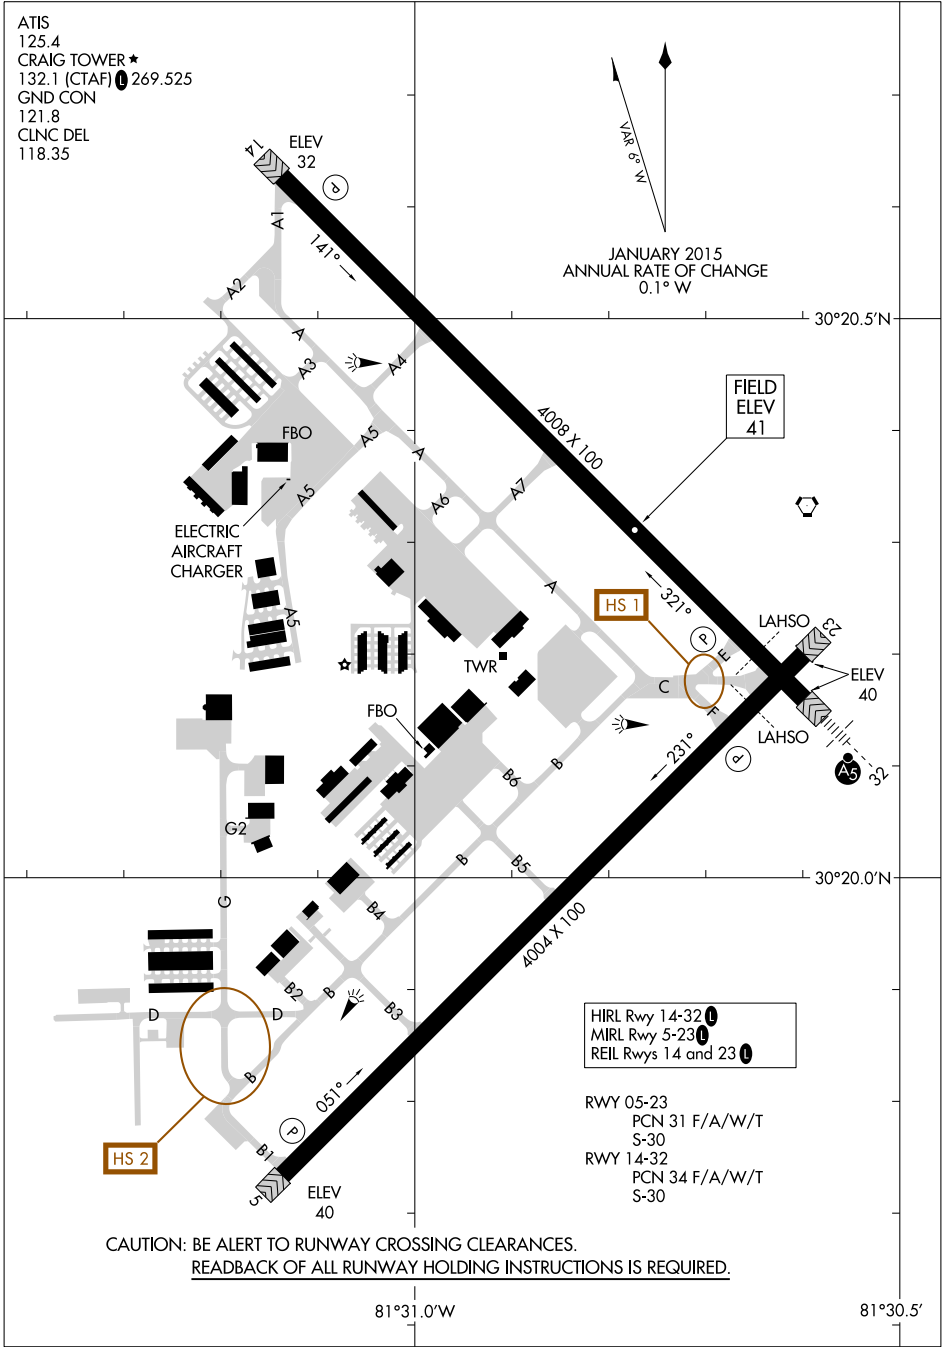 ATIS
125.4
CRAIG TOWER★
132.1 (CTAF) L 269.525
GND CON
121.8
CLNC DEL
118.35
14
ELEV
32
P
A1
141°
A2
VAR 6° W
JANUARY 2015
ANNUAL RATE OF CHANGE
0.1° W
30°20.5'N
A
A3
A4
FIELD
ELEV
41
4008 X 100
FBO
A5
A
A5
A6
A7
ELECTRIC
AIRCRAFT
CHARGER
A
321°
HS 1
A5
LAHSO
23
P
E
TWR
C
ELEV
40
F
FBO
231°
LAHSO
P
32
A5
B
B6
G2
B
B5
30°20.0'N
G
B4
4004 X 100
B2
B
B3
D
D
HIRL Rwy 14-32 L
MIRL Rwy 5-23 L
REIL Rwys 14 and 23 L
B
051°
RWY 05-23
PCN 31 F/A/W/T
S-30
RWY 14-32
PCN 34 F/A/W/T
S-30
P
B1
HS 2
5
ELEV
40
CAUTION: BE ALERT TO RUNWAY CROSSING CLEARANCES.
READBACK OF ALL RUNWAY HOLDING INSTRUCTIONS IS REQUIRED.
81°31.0'W
81°30.5'